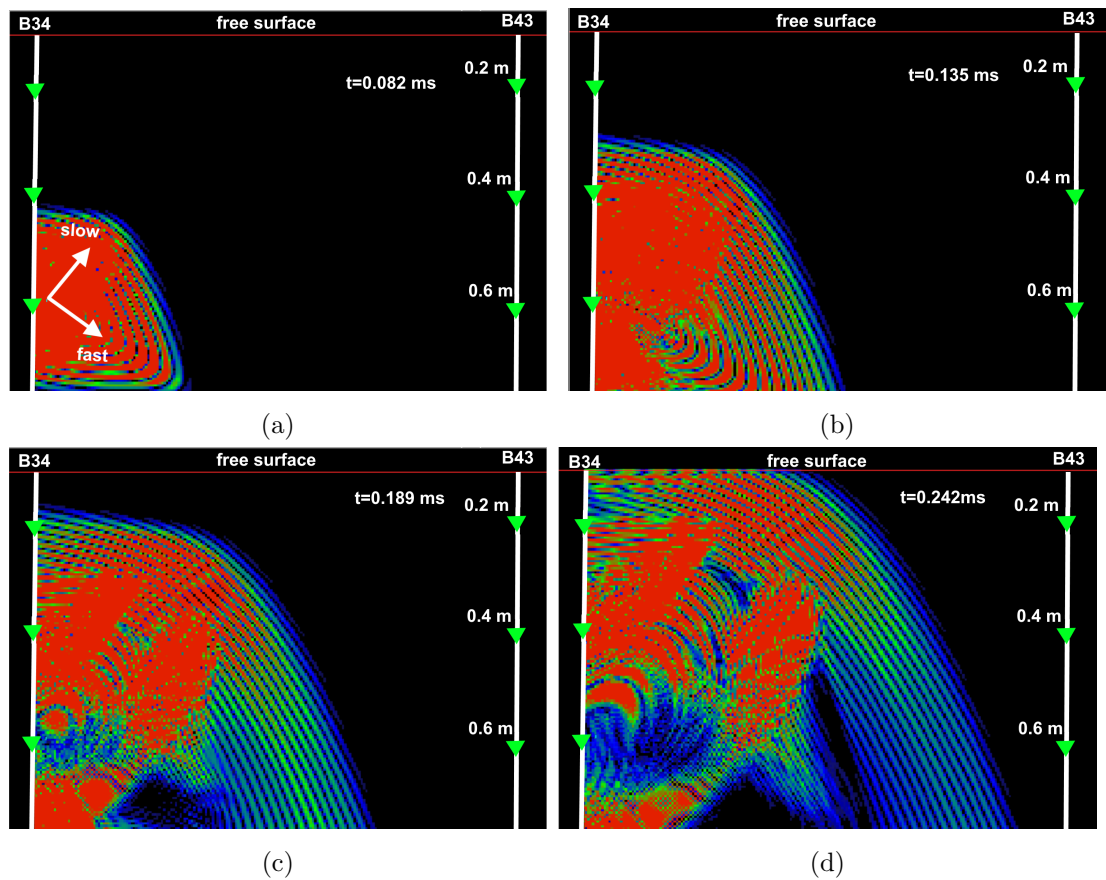 B34 free surface B43
0.2 m
t=0.082 ms
0.4 m
slow
0.6 m
fast
(a)
B34 free surface B43
0.2 m
t=0.135 ms
0.4 m
0.6 m
(b)
B34 free surface B43
t=0.189 ms
0.2 m
0.4 m
0.6 m
(c)
B34 free surface B43
t=0.242ms
0.2 m
0.4 m
0.6 m
(d)